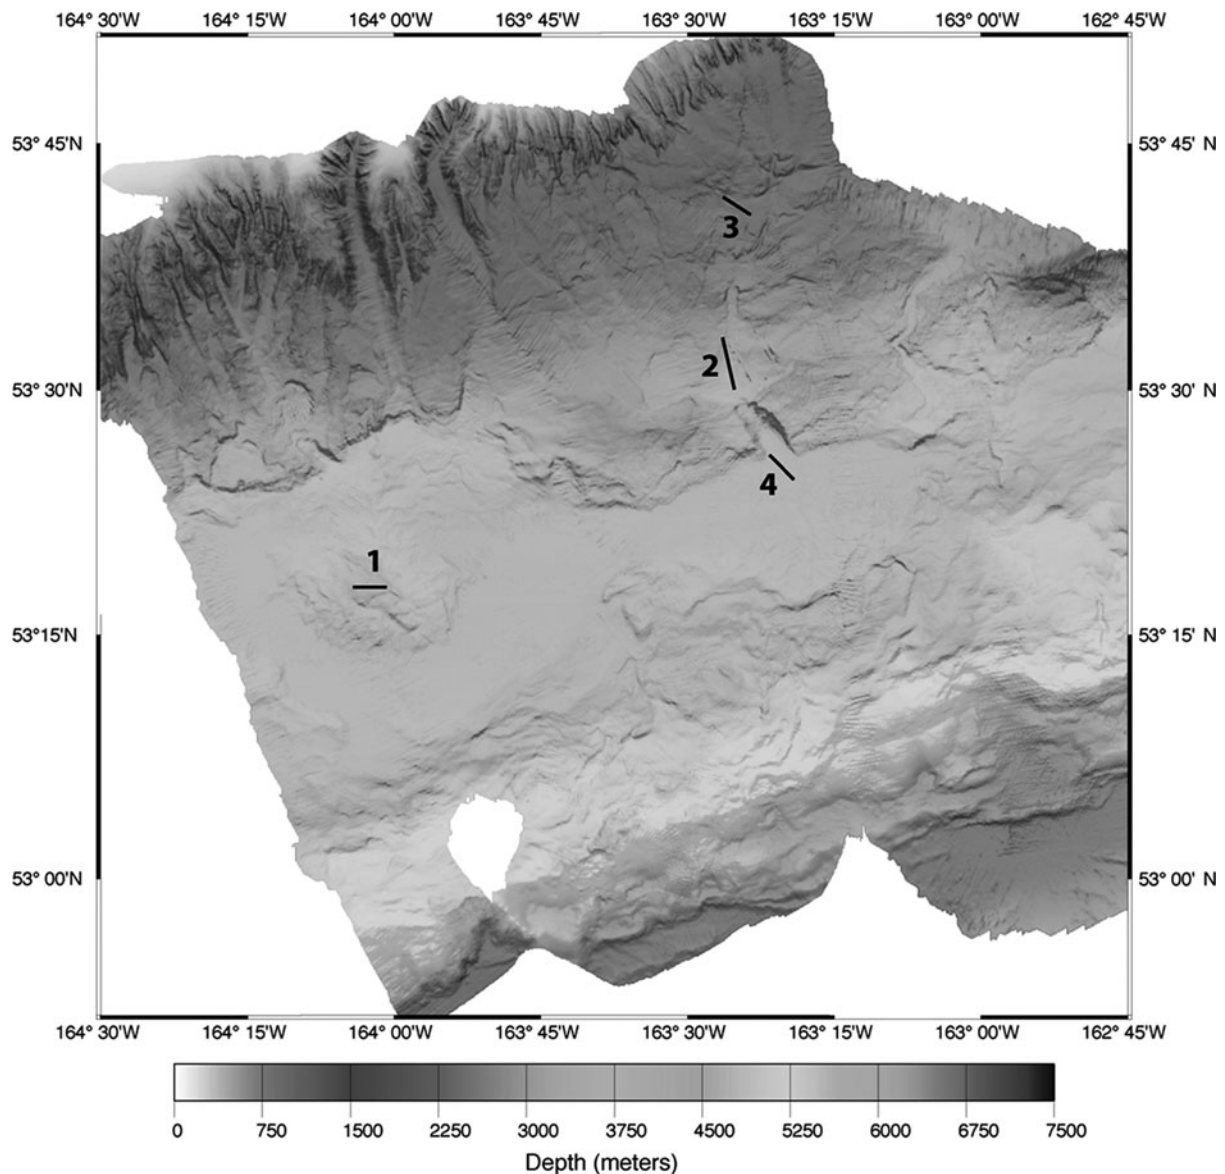 164° 30'W 164° 15'W 164° 00'W 163° 45'W 163° 30'W 163° 15'W 163° 00'W 162° 45'W
53° 45'N 53° 45' N
3
2
53° 30'N 53° 30' N
4
1
53°15'N 53° 15' N
53° 00'N 53° 00' N
164° 30'W 164° 15'W 164° 00'W 163° 45'W 163° 30'W 163° 15'W 163° 00'W 162° 45'W
0 750 1500 2250 3000 3750 4500 5250 6000 6750 7500
Depth (meters)